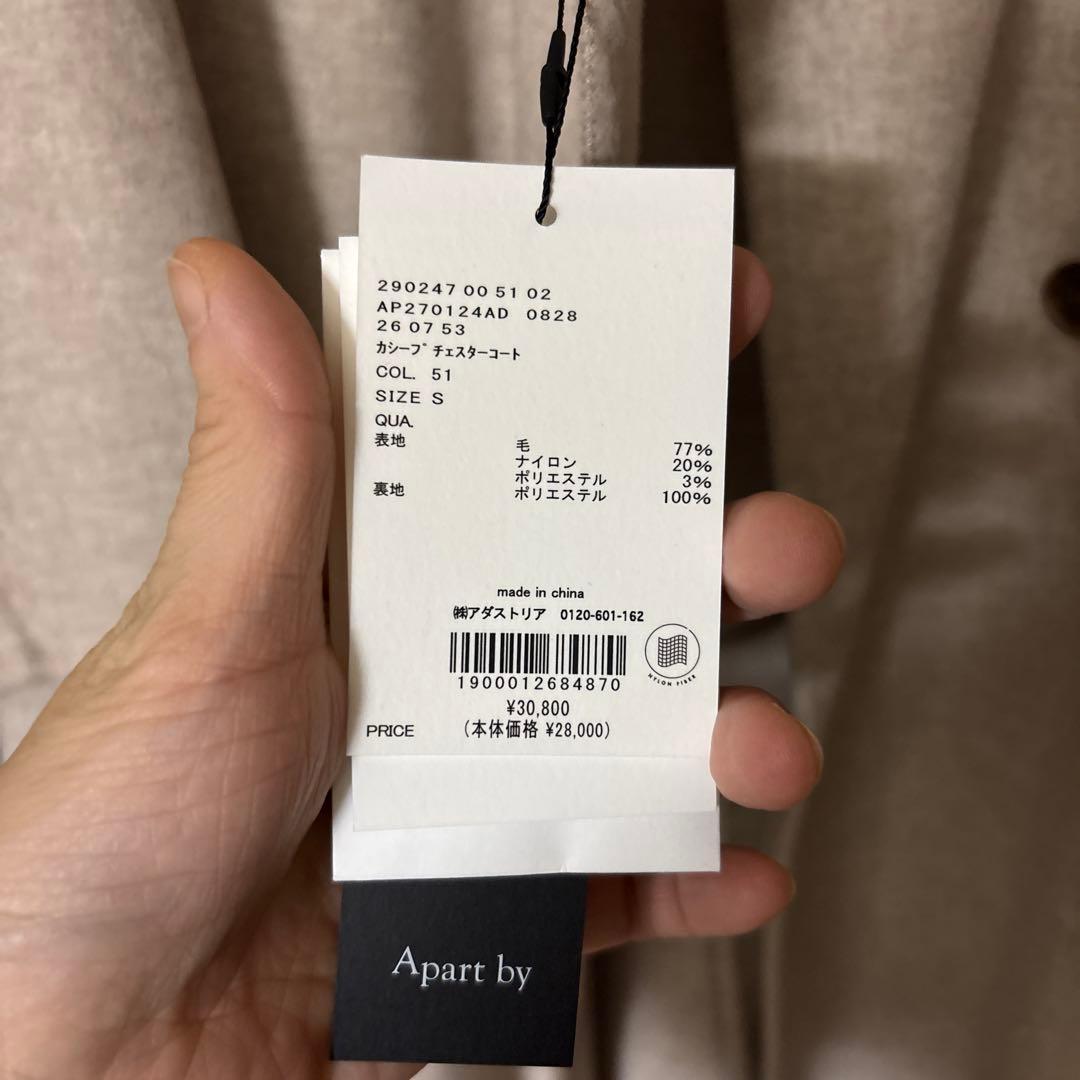 290247 00 51 02
AP270124AD 0828
26 07 53
カシーブﾞチェスターコート
COL. 51
SIZE S
QUA.
表地 毛 77%
ナイロン 20%
ポリエステル 3%
裏地 ポリエステル 100%
made in china
㈱アダストリア 0120-601-162
1900012684870
NYLON FIBER
¥30,800
PRICE (本体価格 ¥28,000)
Apart by